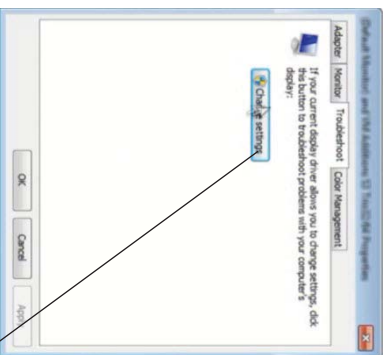 (Default Monitor) and VM Additions S3 Trio32/64 Properties
Adapter Monitor Troubleshoot Color Management
If your current display driver allows you to change settings, click
this button to troubleshoot problems with your computer's
display:
Change settings
OK Cancel Apply